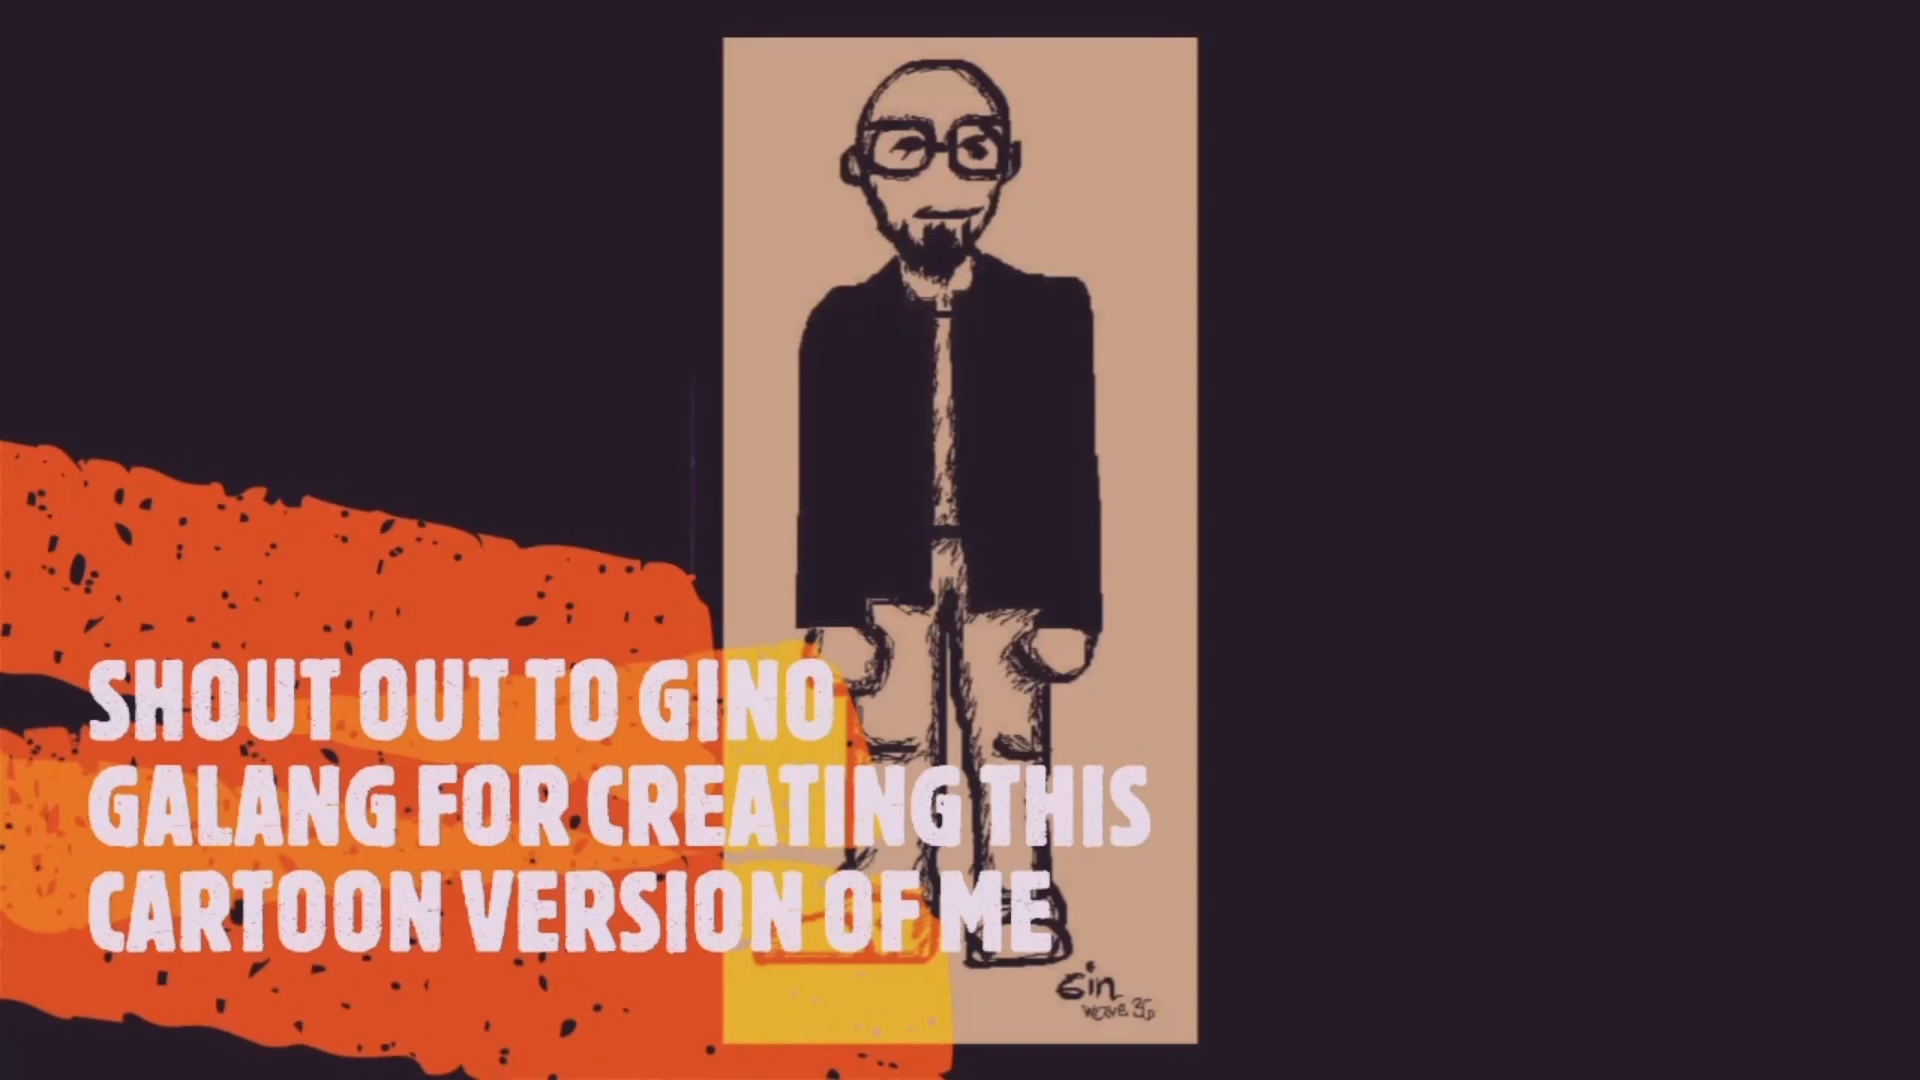 SHOUT OUT TO GINO
GALANG FOR CREATING THIS
CARTOON VERSION OF ME
Gin